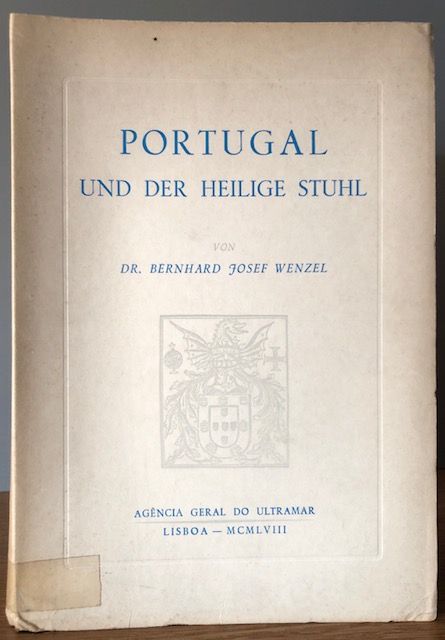 PORTUGAL
UND DER HEILIGE STUHL
VON
DR. BERNHARD JOSEF WENZEL
AGÊNCIA GERAL DO ULTRAMAR
LISBOA — MCMLVIII